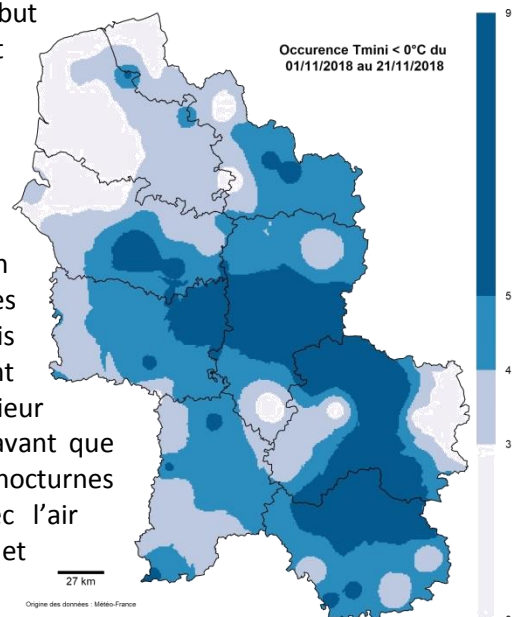 but
t
Occurence Tmini < 0°C du
01/11/2018 au 21/11/2018
9
n
es
is
nt
ieur
avant que
nocturnes
ec l'air
et
5
4
3
27 km
Origine des données : Météo-France